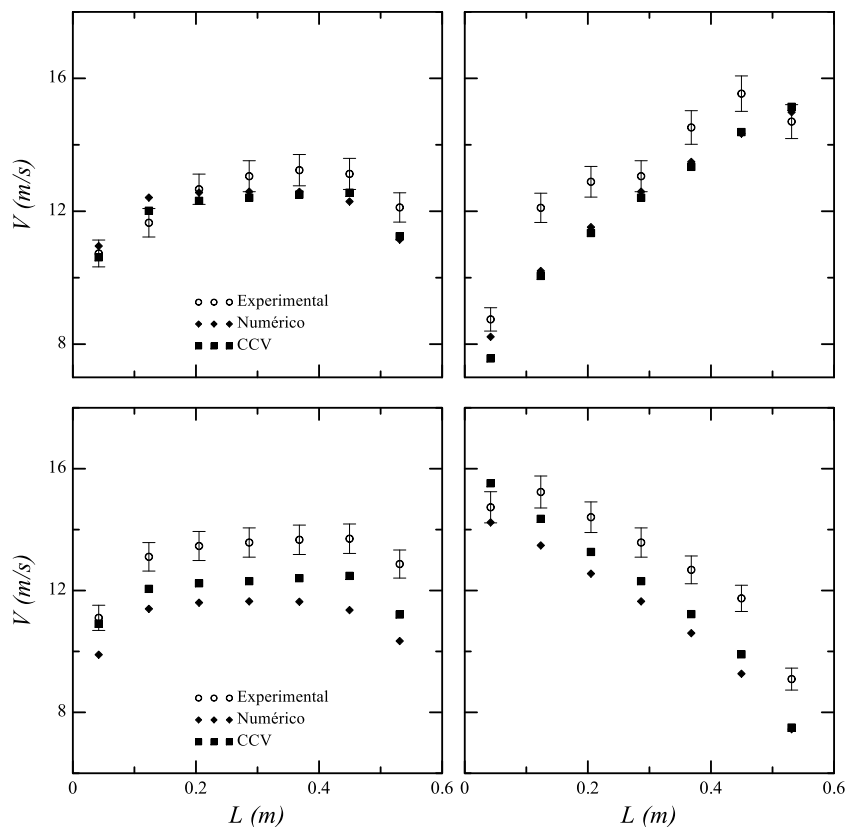 16
12
8
V (m/s)
Experimental
Numérico
CCV
16
12
8
V (m/s)
Experimental
Numérico
CCV
0 0.2 0.4 0.6
0 0.2 0.4 0.6
L (m)
L (m)